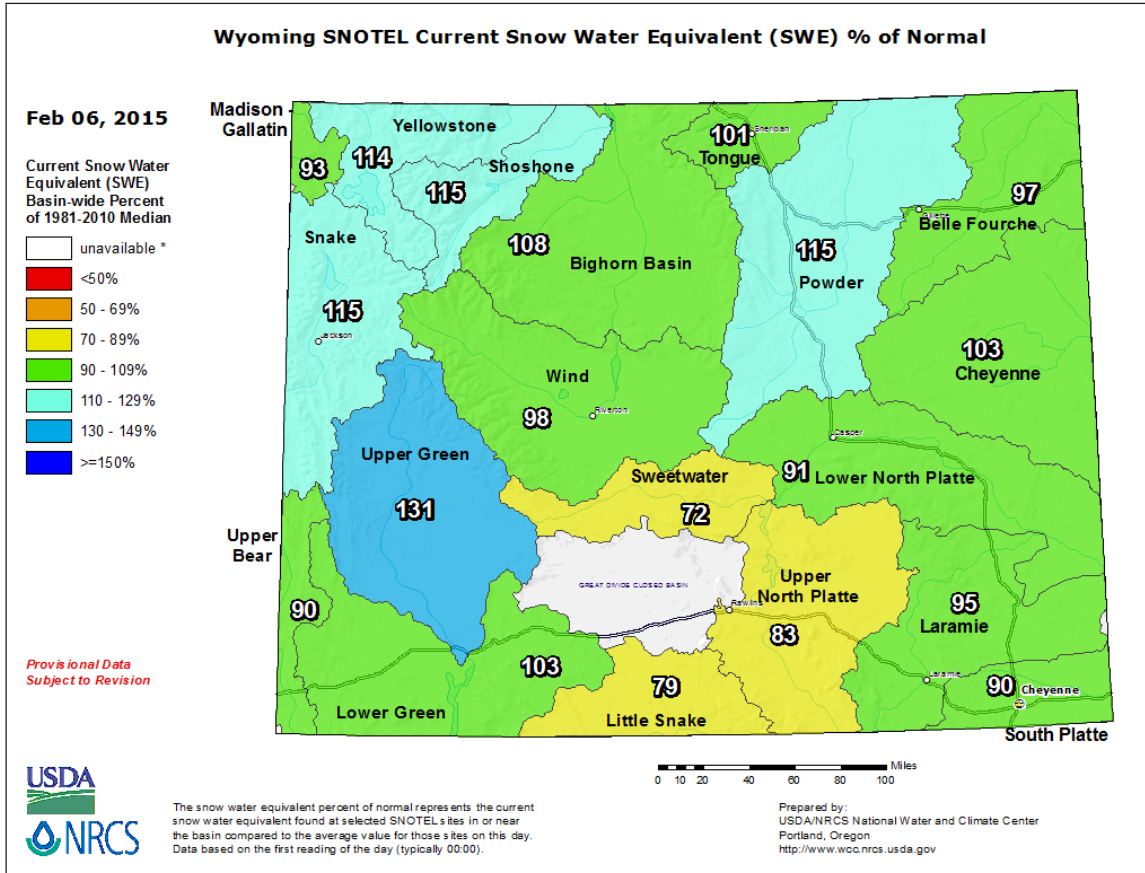 Wyoming SNOTEL Current Snow Water Equivalent (SWE) % of Normal
Feb 06, 2015
Current Snow Water
Equivalent (SWE)
Basin-wide Percent
of 1981-2010 Median
unavailable *
<50%
50 - 69%
70 - 89%
90 - 109%
110 - 129%
130 - 149%
>=150%
Provisional Data
Subject to Revision
Madison
Gallatin
93
Yellowstone
114
Shoshone
115
Snake
115
Jackson
101
Sheridan
Tongue
108
Bighorn Basin
115
Powder
97
Gillette
Belle Fourche
103
Cheyenne
Wind
98
Riverton
Casper
Upper Green
131
Sweetwater
72
91
Lower North Platte
Upper
Bear
90
GREAT DIVIDE CLOSED BASIN
Rawlins
Upper
North Platte
83
95
Laramie
Laramie
103
Lower Green
79
Little Snake
90
Cheyenne
South Platte
0 10 20 40 60 80 100
Miles
USDA
NRCS
The snow water equivalent percent of normal represents the current
snow water equivalent found at selected SNOTEL sites in or near
the basin compared to the average value for those sites on this day.
Data based on the first reading of the day (typically 00:00).
Prepared by:
USDA/NRCS National Water and Climate Center
Portland, Oregon
http://www.wcc.nrcs.usda.gov